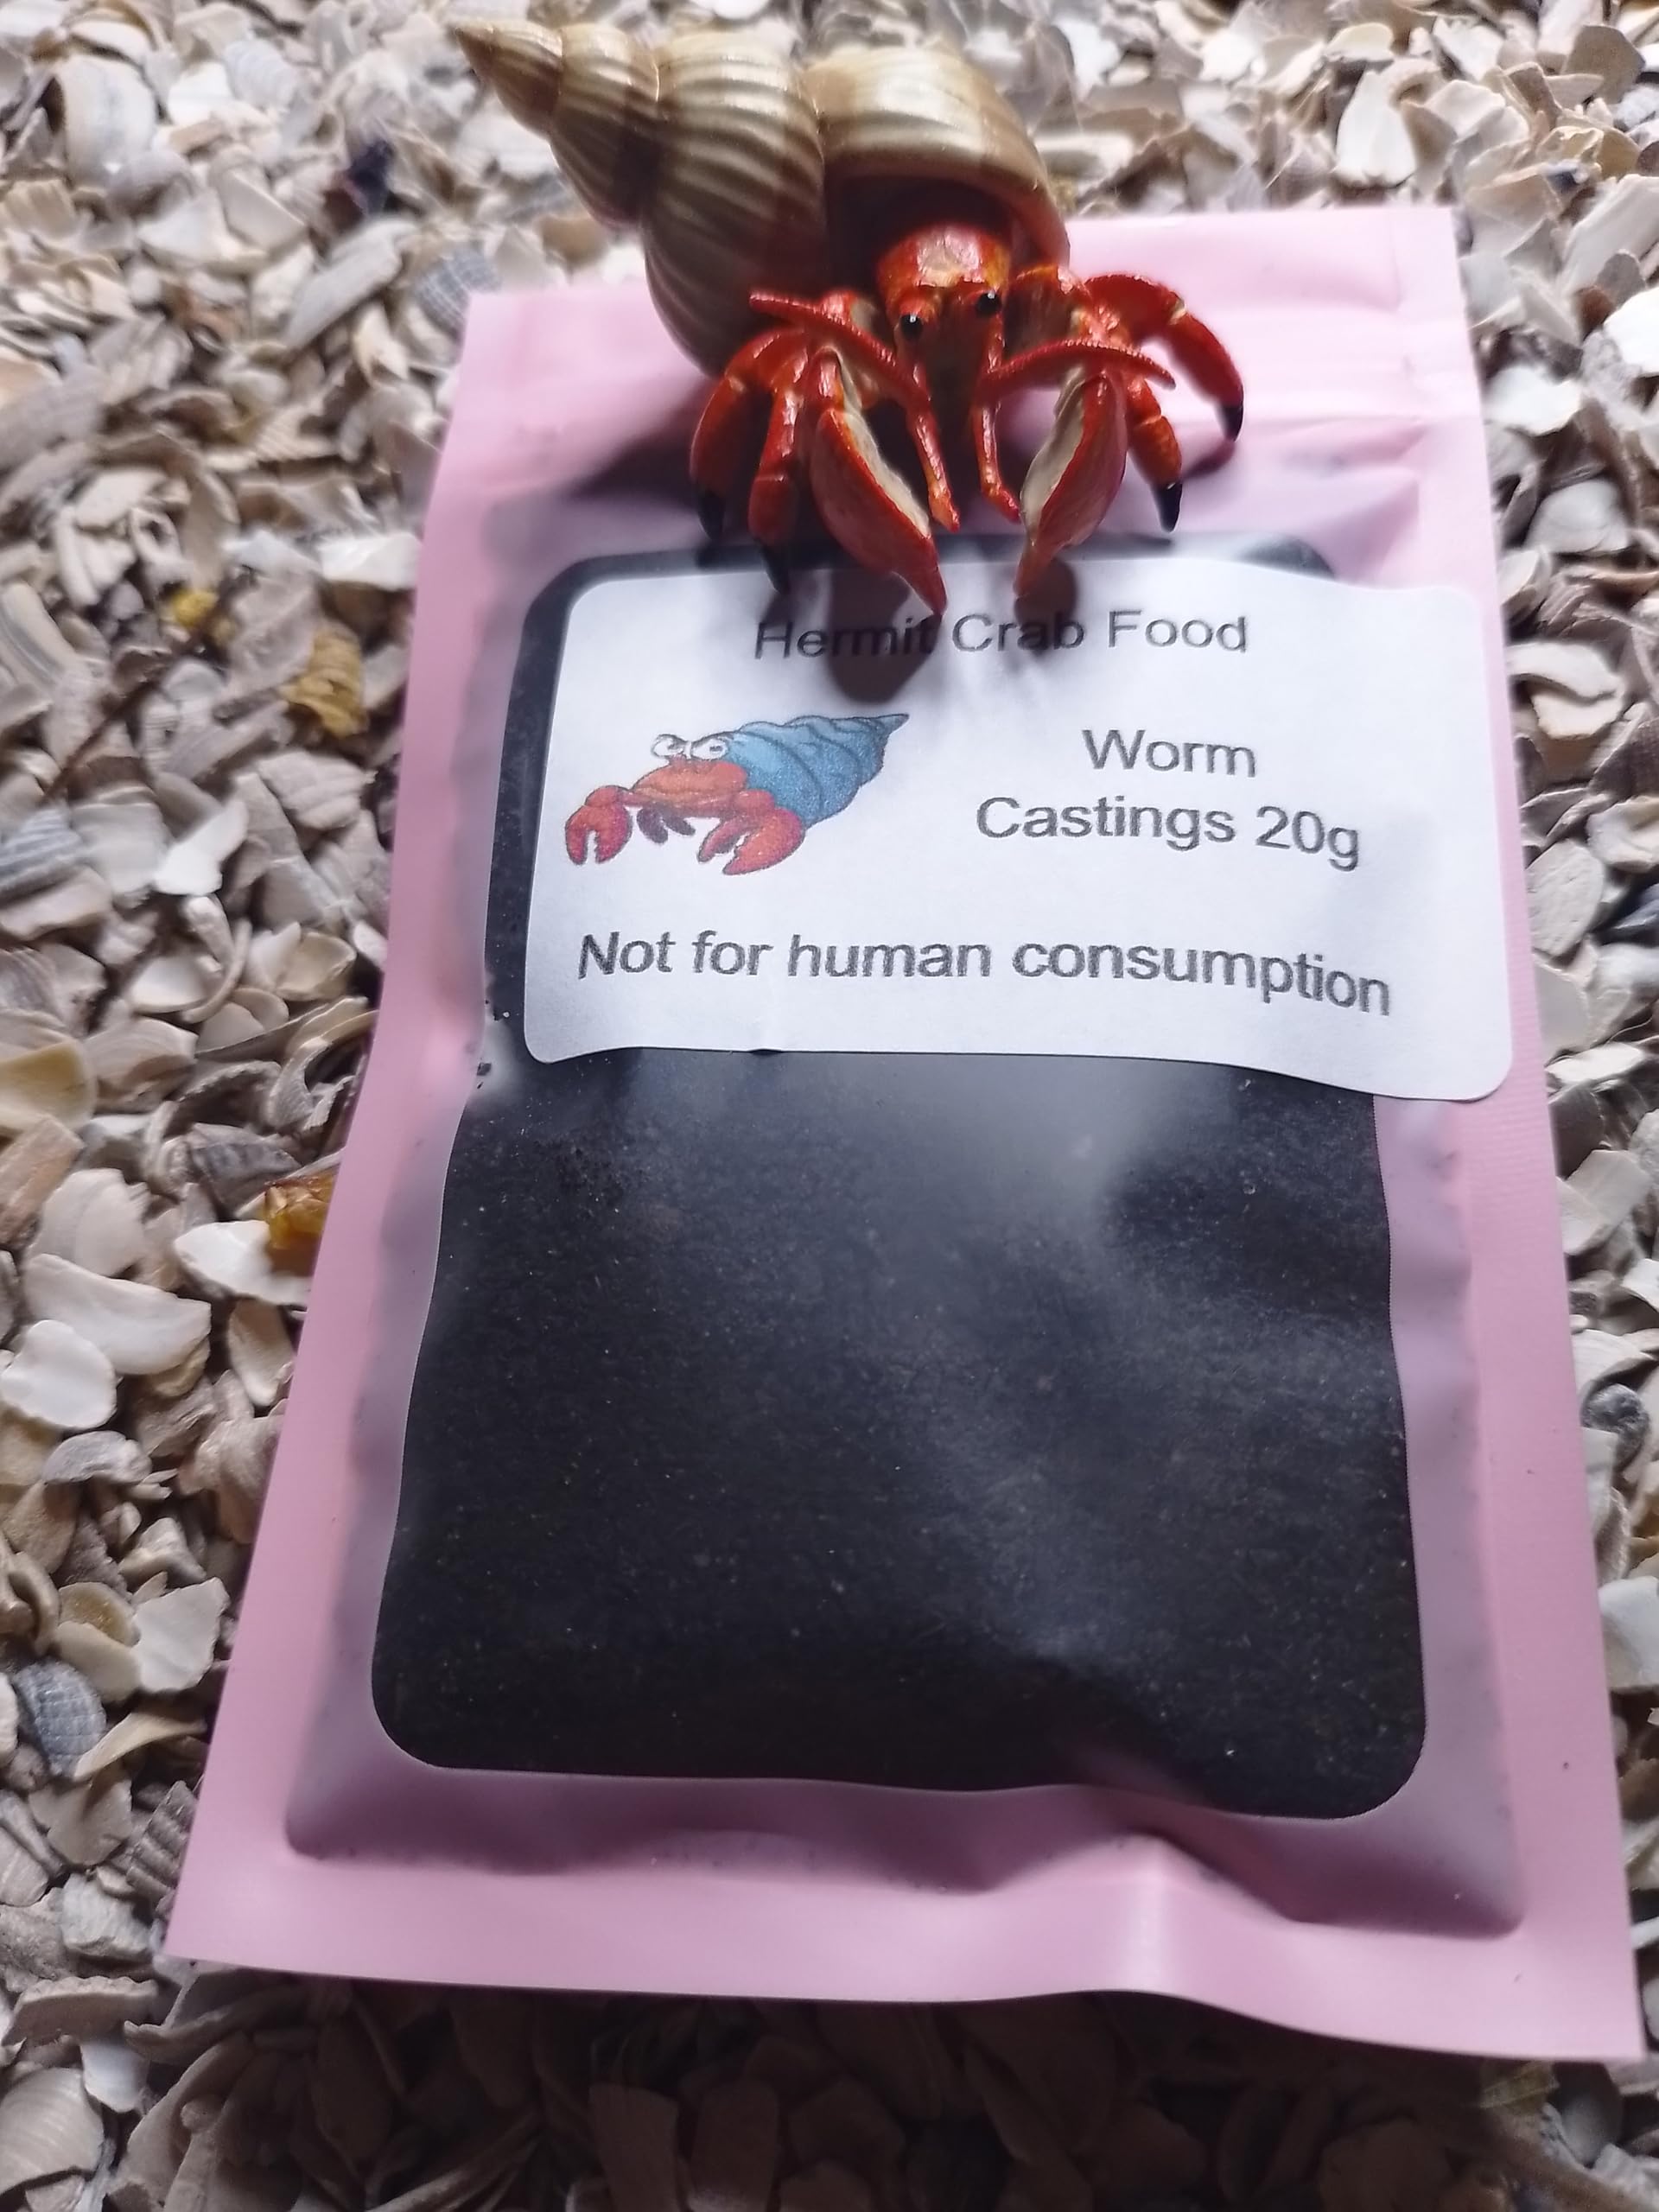 Hermit Crab Food
Worm
Castings 20g
Not for human consumption